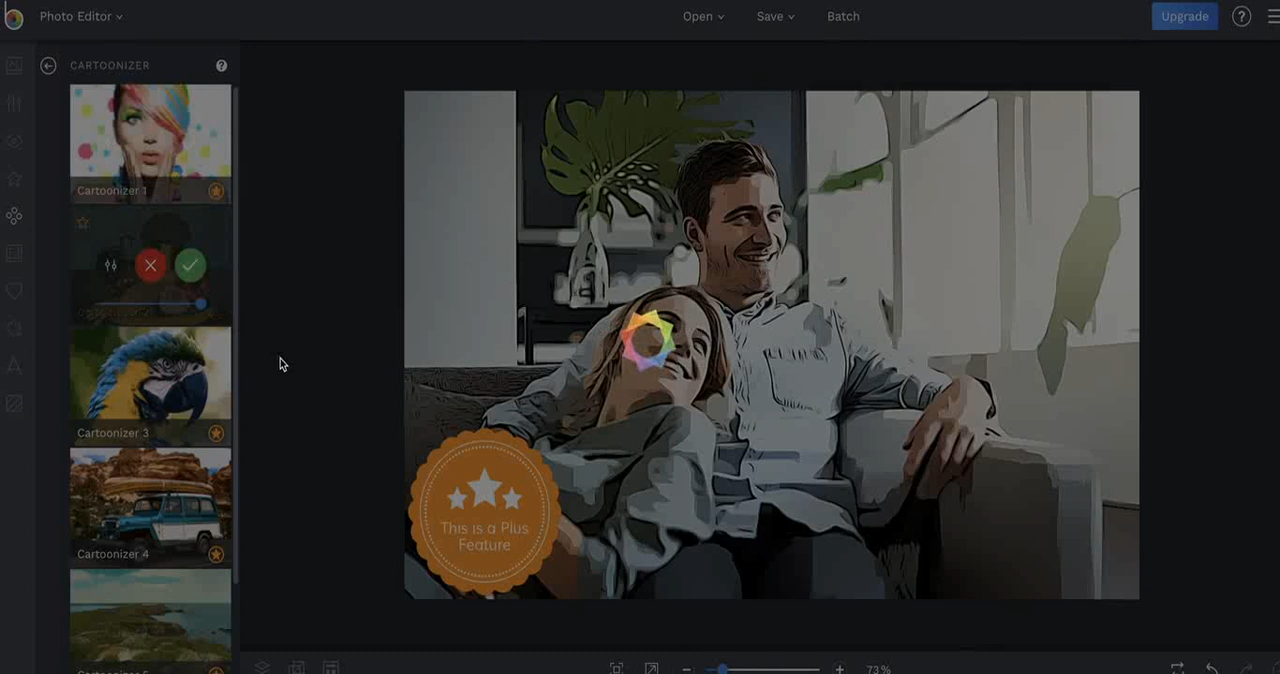 Photo Editor
Open
Save
Batch
Upgrade
?
CARTOONIZER
?
Cartoonizer 1
Cartoonizer 3
Cartoonizer 4
This is a Plus
Feature
73%